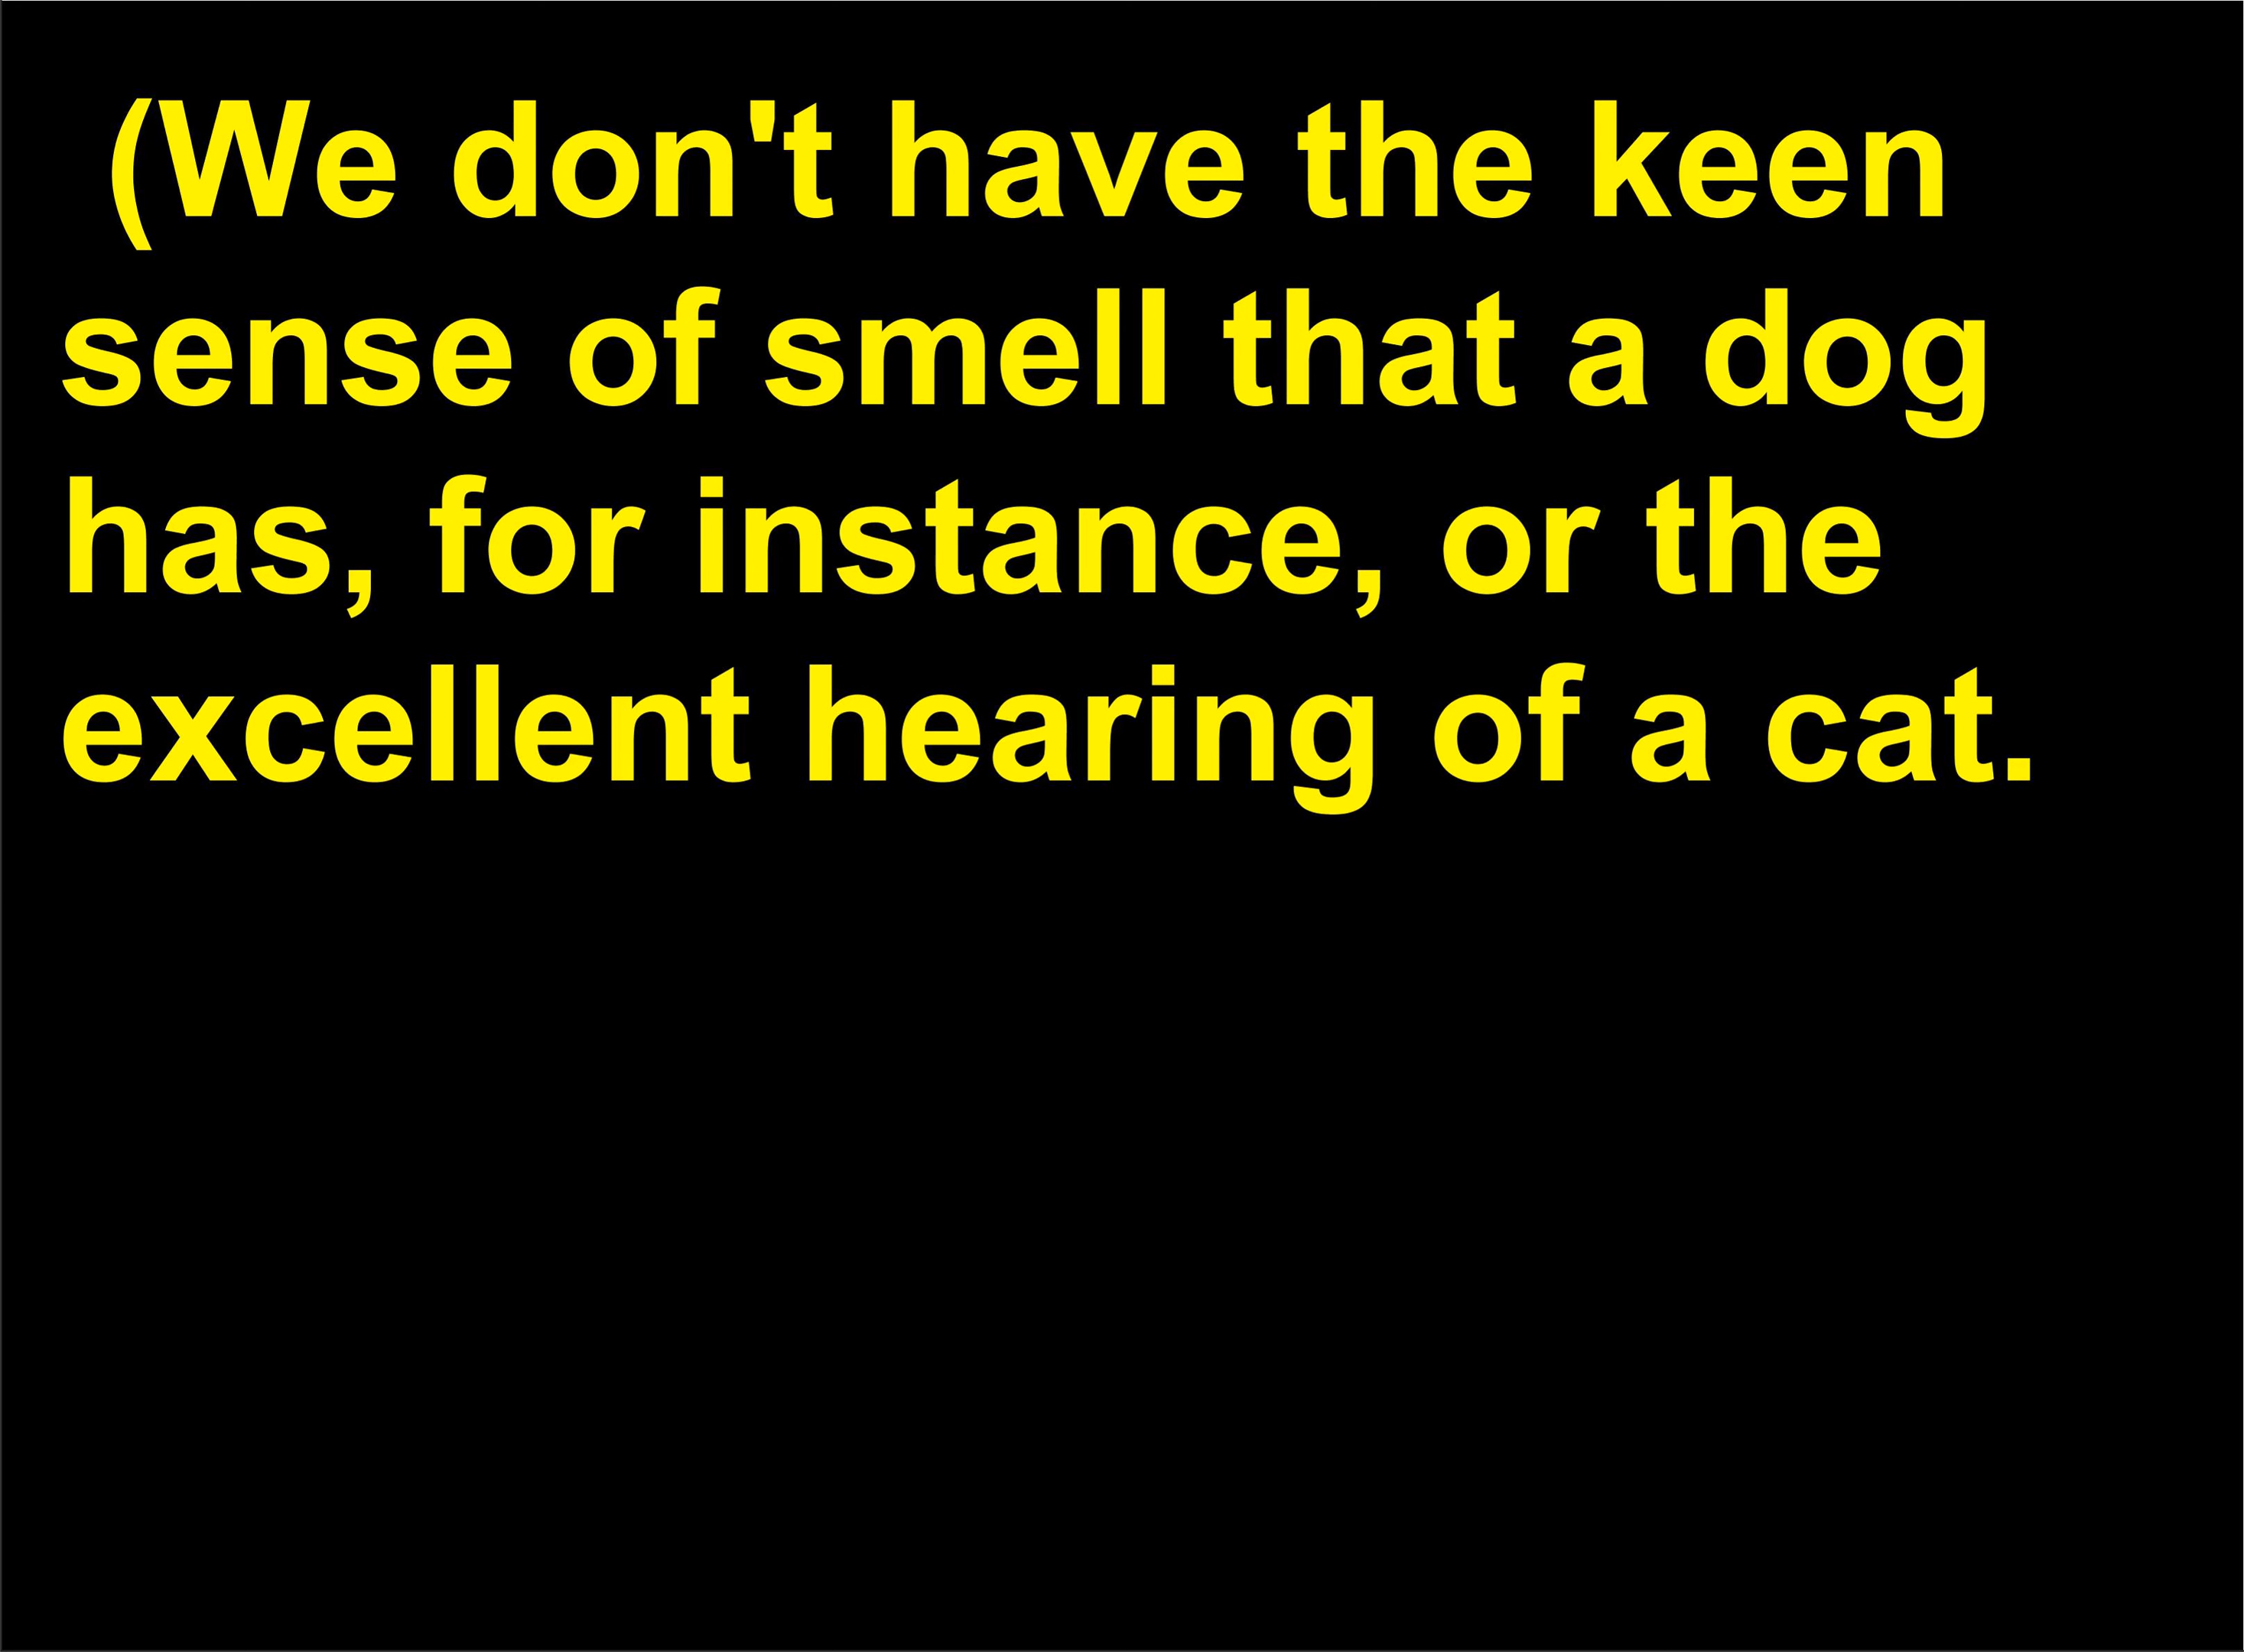 (We don't have the keen
sense of smell that a dog
has, for instance, or the
excellent hearing of a cat.